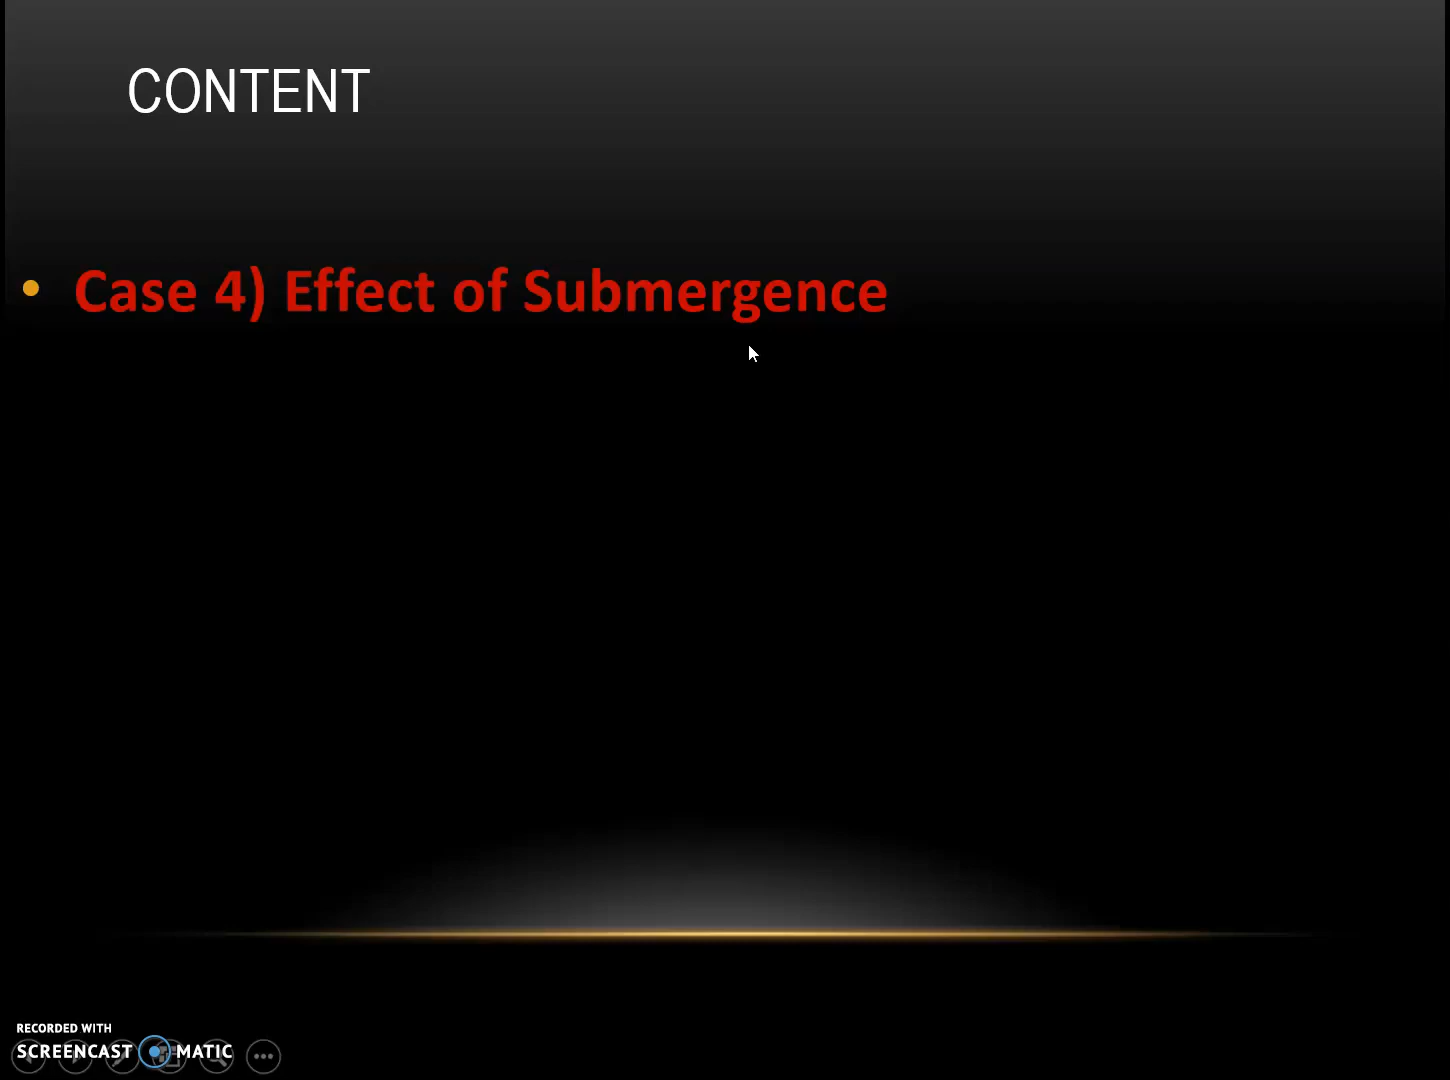 CONTENT
• Case 4) Effect of Submergence
RECORDED WITH
SCREENCAST MATIC